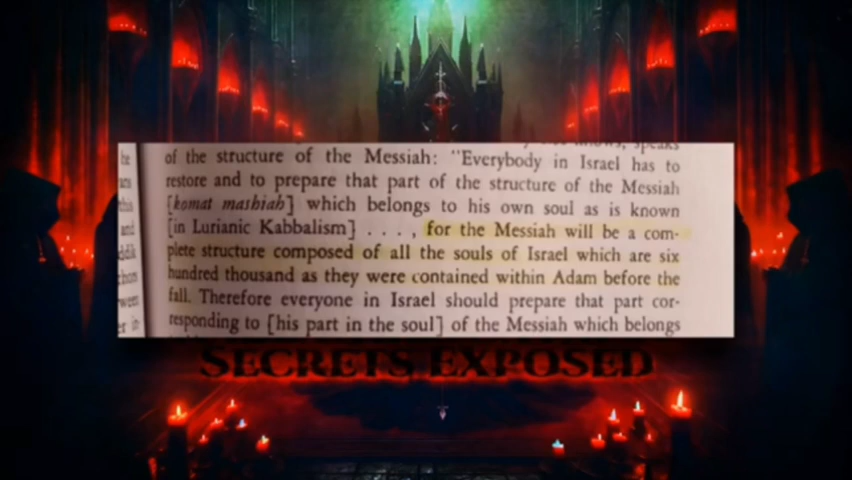 of the structure of the Messiah: "Everybody in Israel has to
restore and to prepare that part of the structure of the Messiah
[komat mashiah] which belongs to his own soul as is known
[in Lurianic Kabbalism] . . . ., for the Messiah will be a com-
plete structure composed of all the souls of Israel which are six
hundred thousand as they were contained within Adam before the
fall. Therefore everyone in Israel should prepare that part cor-
responding to [his part in the soul] of the Messiah which belongs
SECRETS EXPOSED